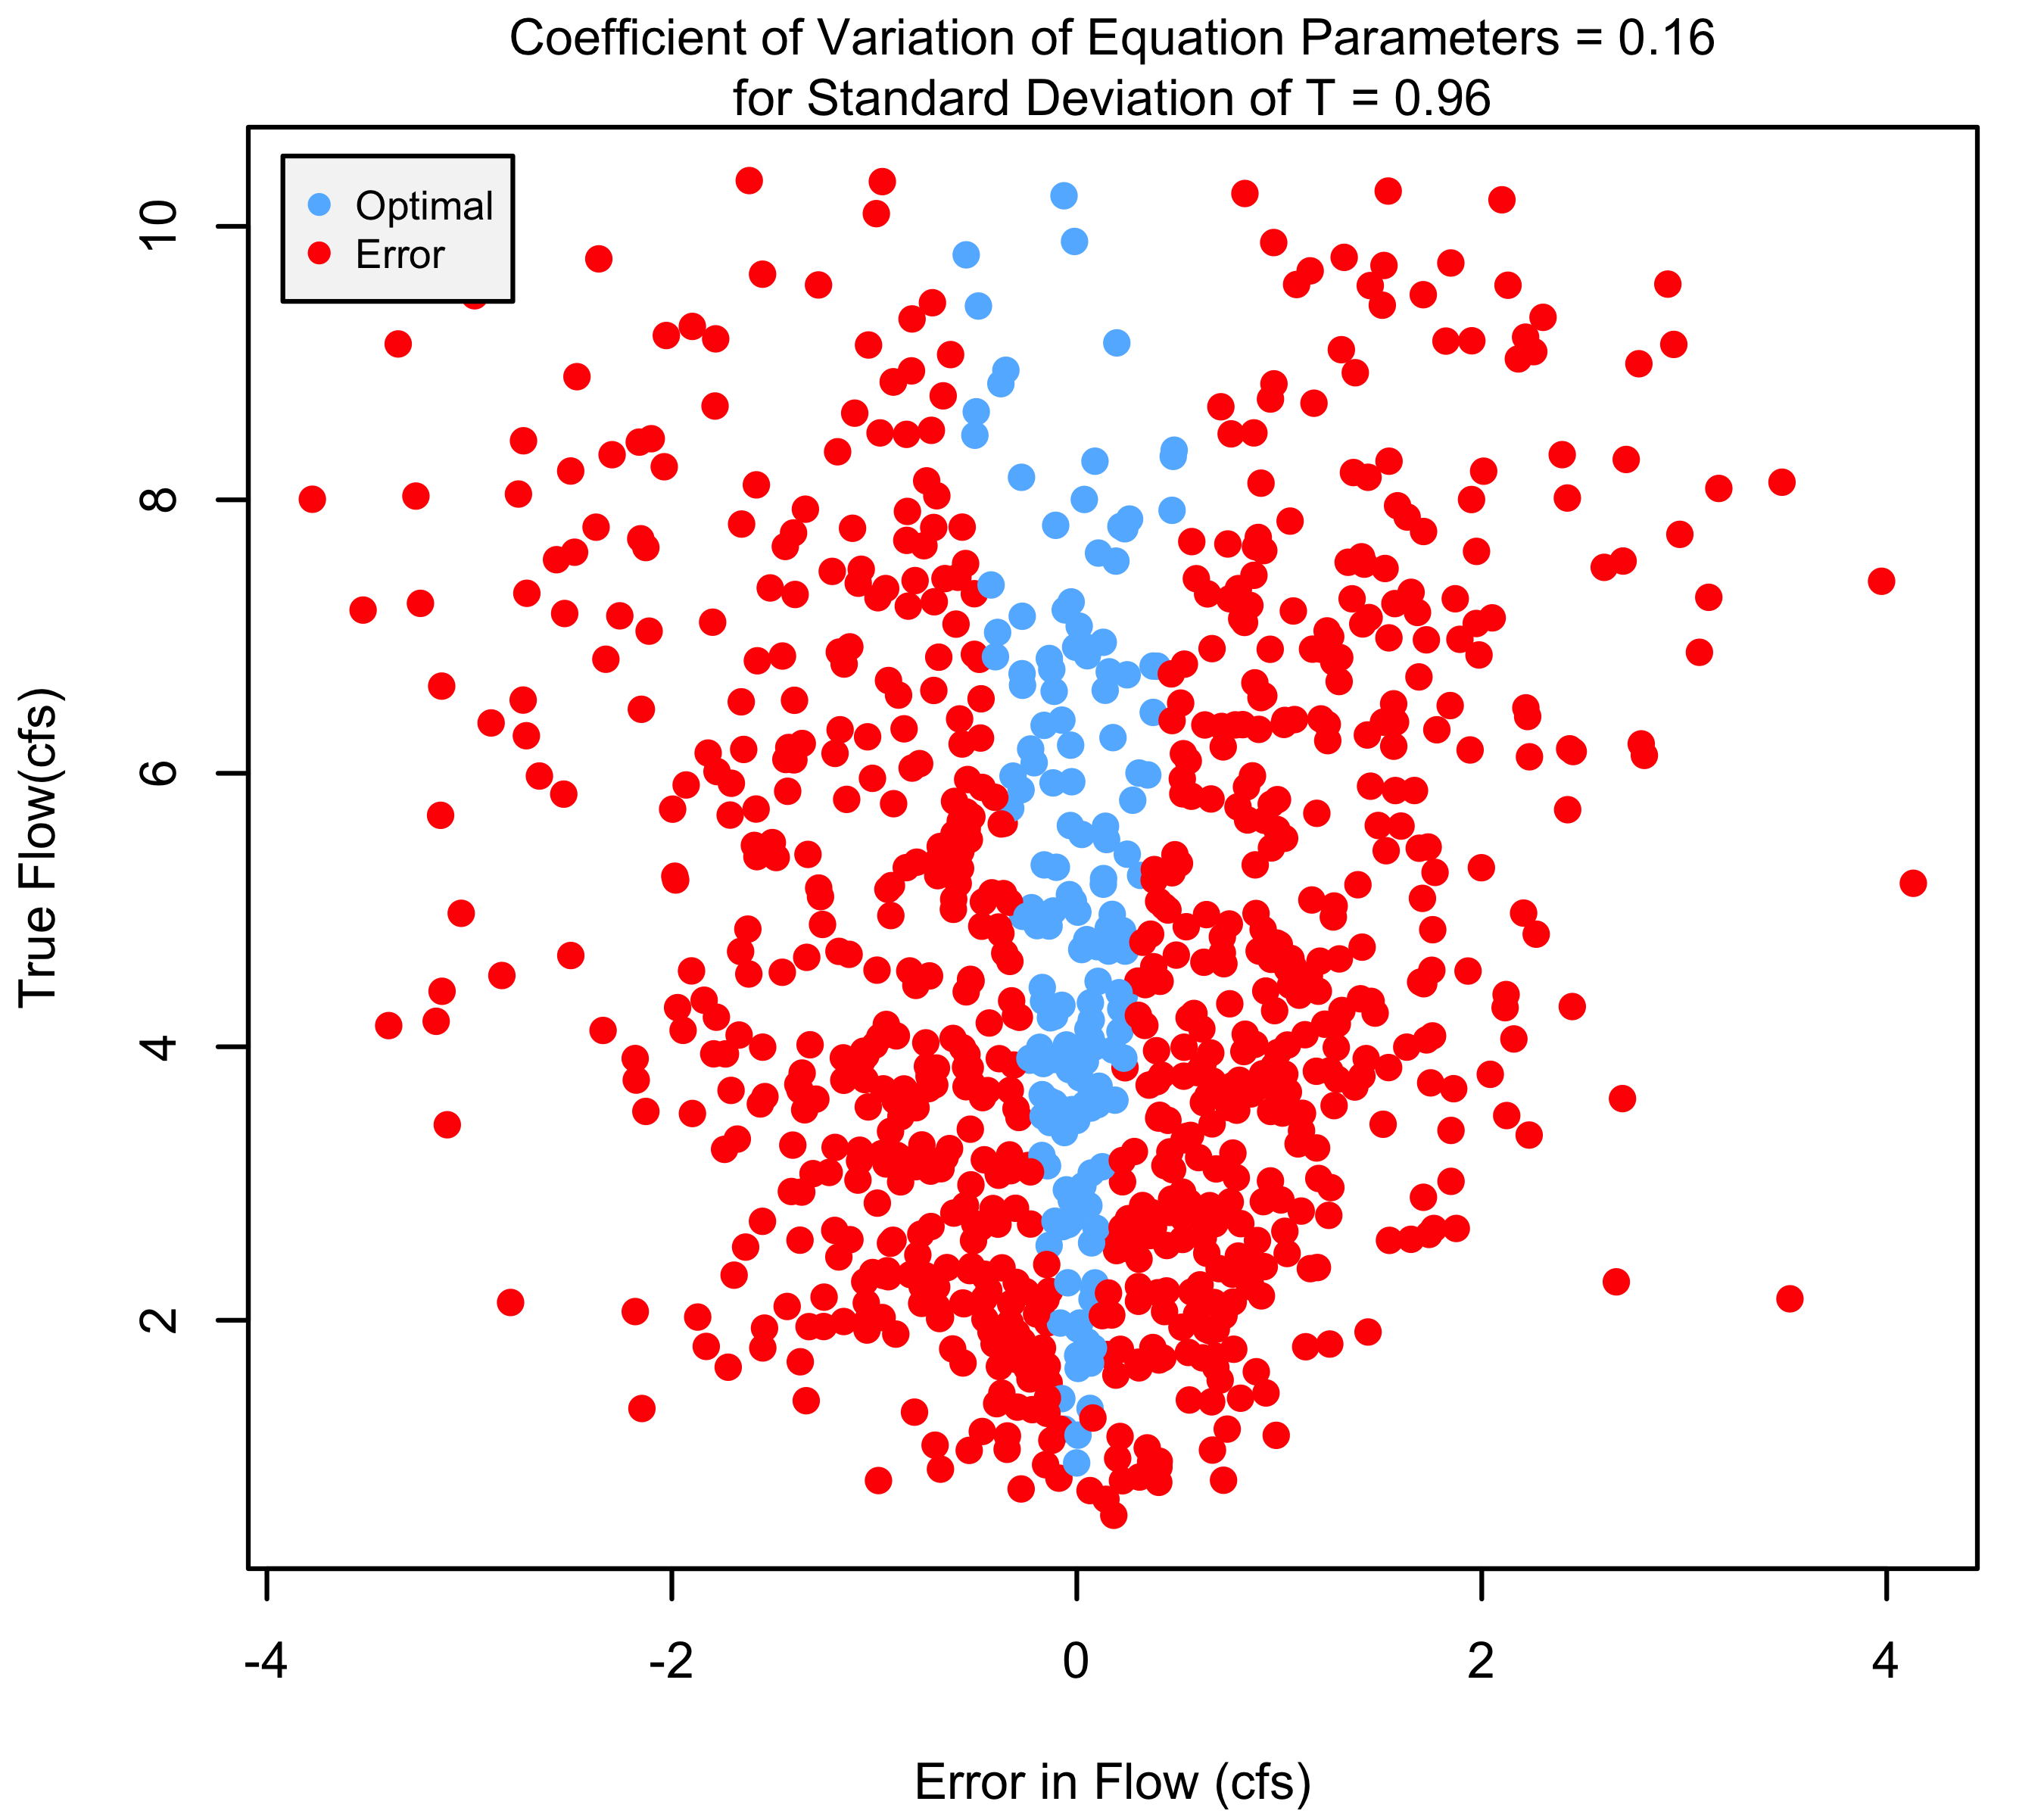 Coefficient of Variation of Equation Parameters = 0.16
for Standard Deviation of T = 0.96
Optimal
Error
10
8
6
4
2
True Flow(cfs)
-4 -2 0 2 4
Error in Flow (cfs)